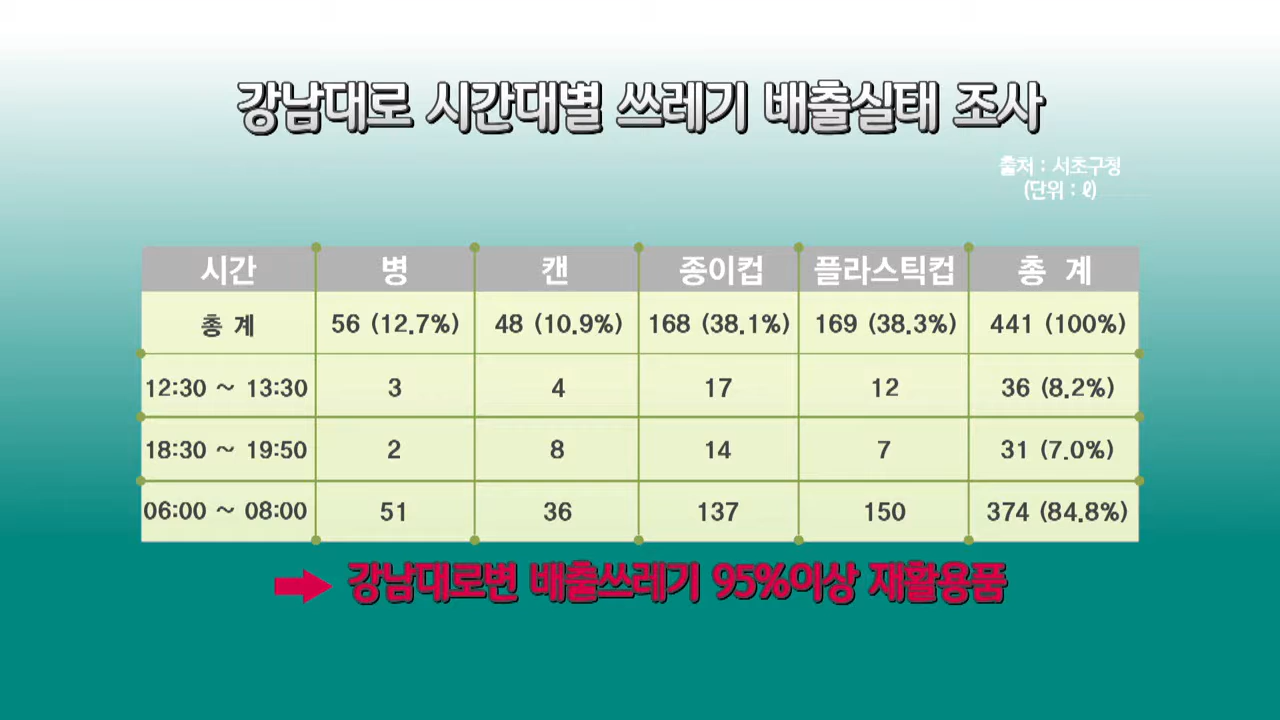 강남대로 시간대별 쓰레기 배출실태 조사
출처 : 서초구청
(단위 : ℓ)
시간 병 캔 종이컵 플라스틱컵 총 계
총 계 56 (12.7%) 48 (10.9%) 168 (38.1%) 169 (38.3%) 441 (100%)
12:30 ~ 13:30 3 4 17 12 36 (8.2%)
18:30 ~ 19:50 2 8 14 7 31 (7.0%)
06:00 ~ 08:00 51 36 137 150 374 (84.8%)
➡ 강남대로변 배출쓰레기 95%이상 재활용품